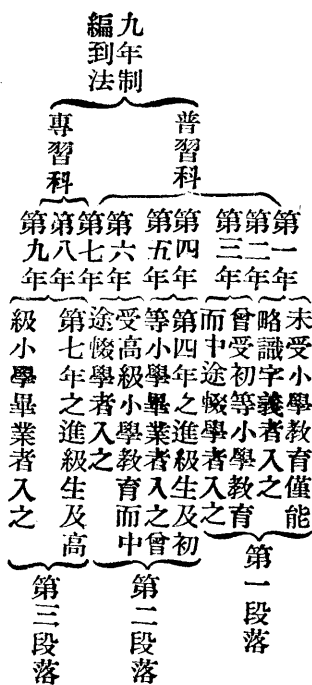 九年制
編到法
普習科
專習科
第一年
第二年
第三年
第四年
第五年
第六年
第七年
第八年
第九年
未受小學教育僅能
略識字義者入之
曾受初等小學教育
而中途惙學者入之
第四年之進級生及初
等小學畢業者入之曾
受高級小學教育而中
途惙學者入之
第七年之進級生及高
級小學畢業者入之
第一段落
第二段落
第三段落